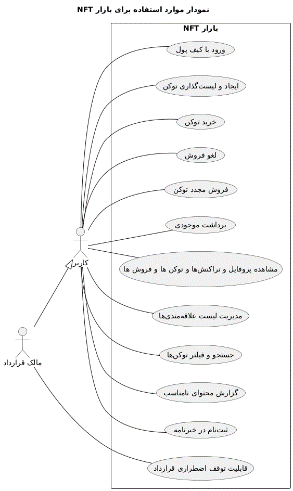 نمودار موارد استفاده برای بازار NFT
بازار NFT
ورود با کیف پول
ایجاد و لیست‌گذاری توکن
خرید توکن
لغو فروش
فروش مجدد توکن
برداشت موجودی
کاربر
مشاهده پروفایل و تراکنش‌ها و توکن ها و فروش ها
مدیریت لیست علاقه‌مندی‌ها
جستجو و فیلتر توکن‌ها
مالک قرارداد
گزارش محتوای نامناسب
ثبت‌نام در خبرنامه
قابلیت توقف اضطراری قرارداد